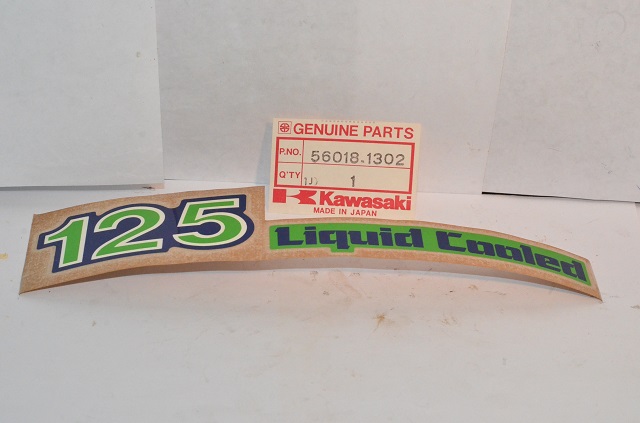 GENUINE PARTS
P.NO. 56018-1302
Q'TY 1
Kawasaki
MADE IN JAPAN
125 Liquid Cooled